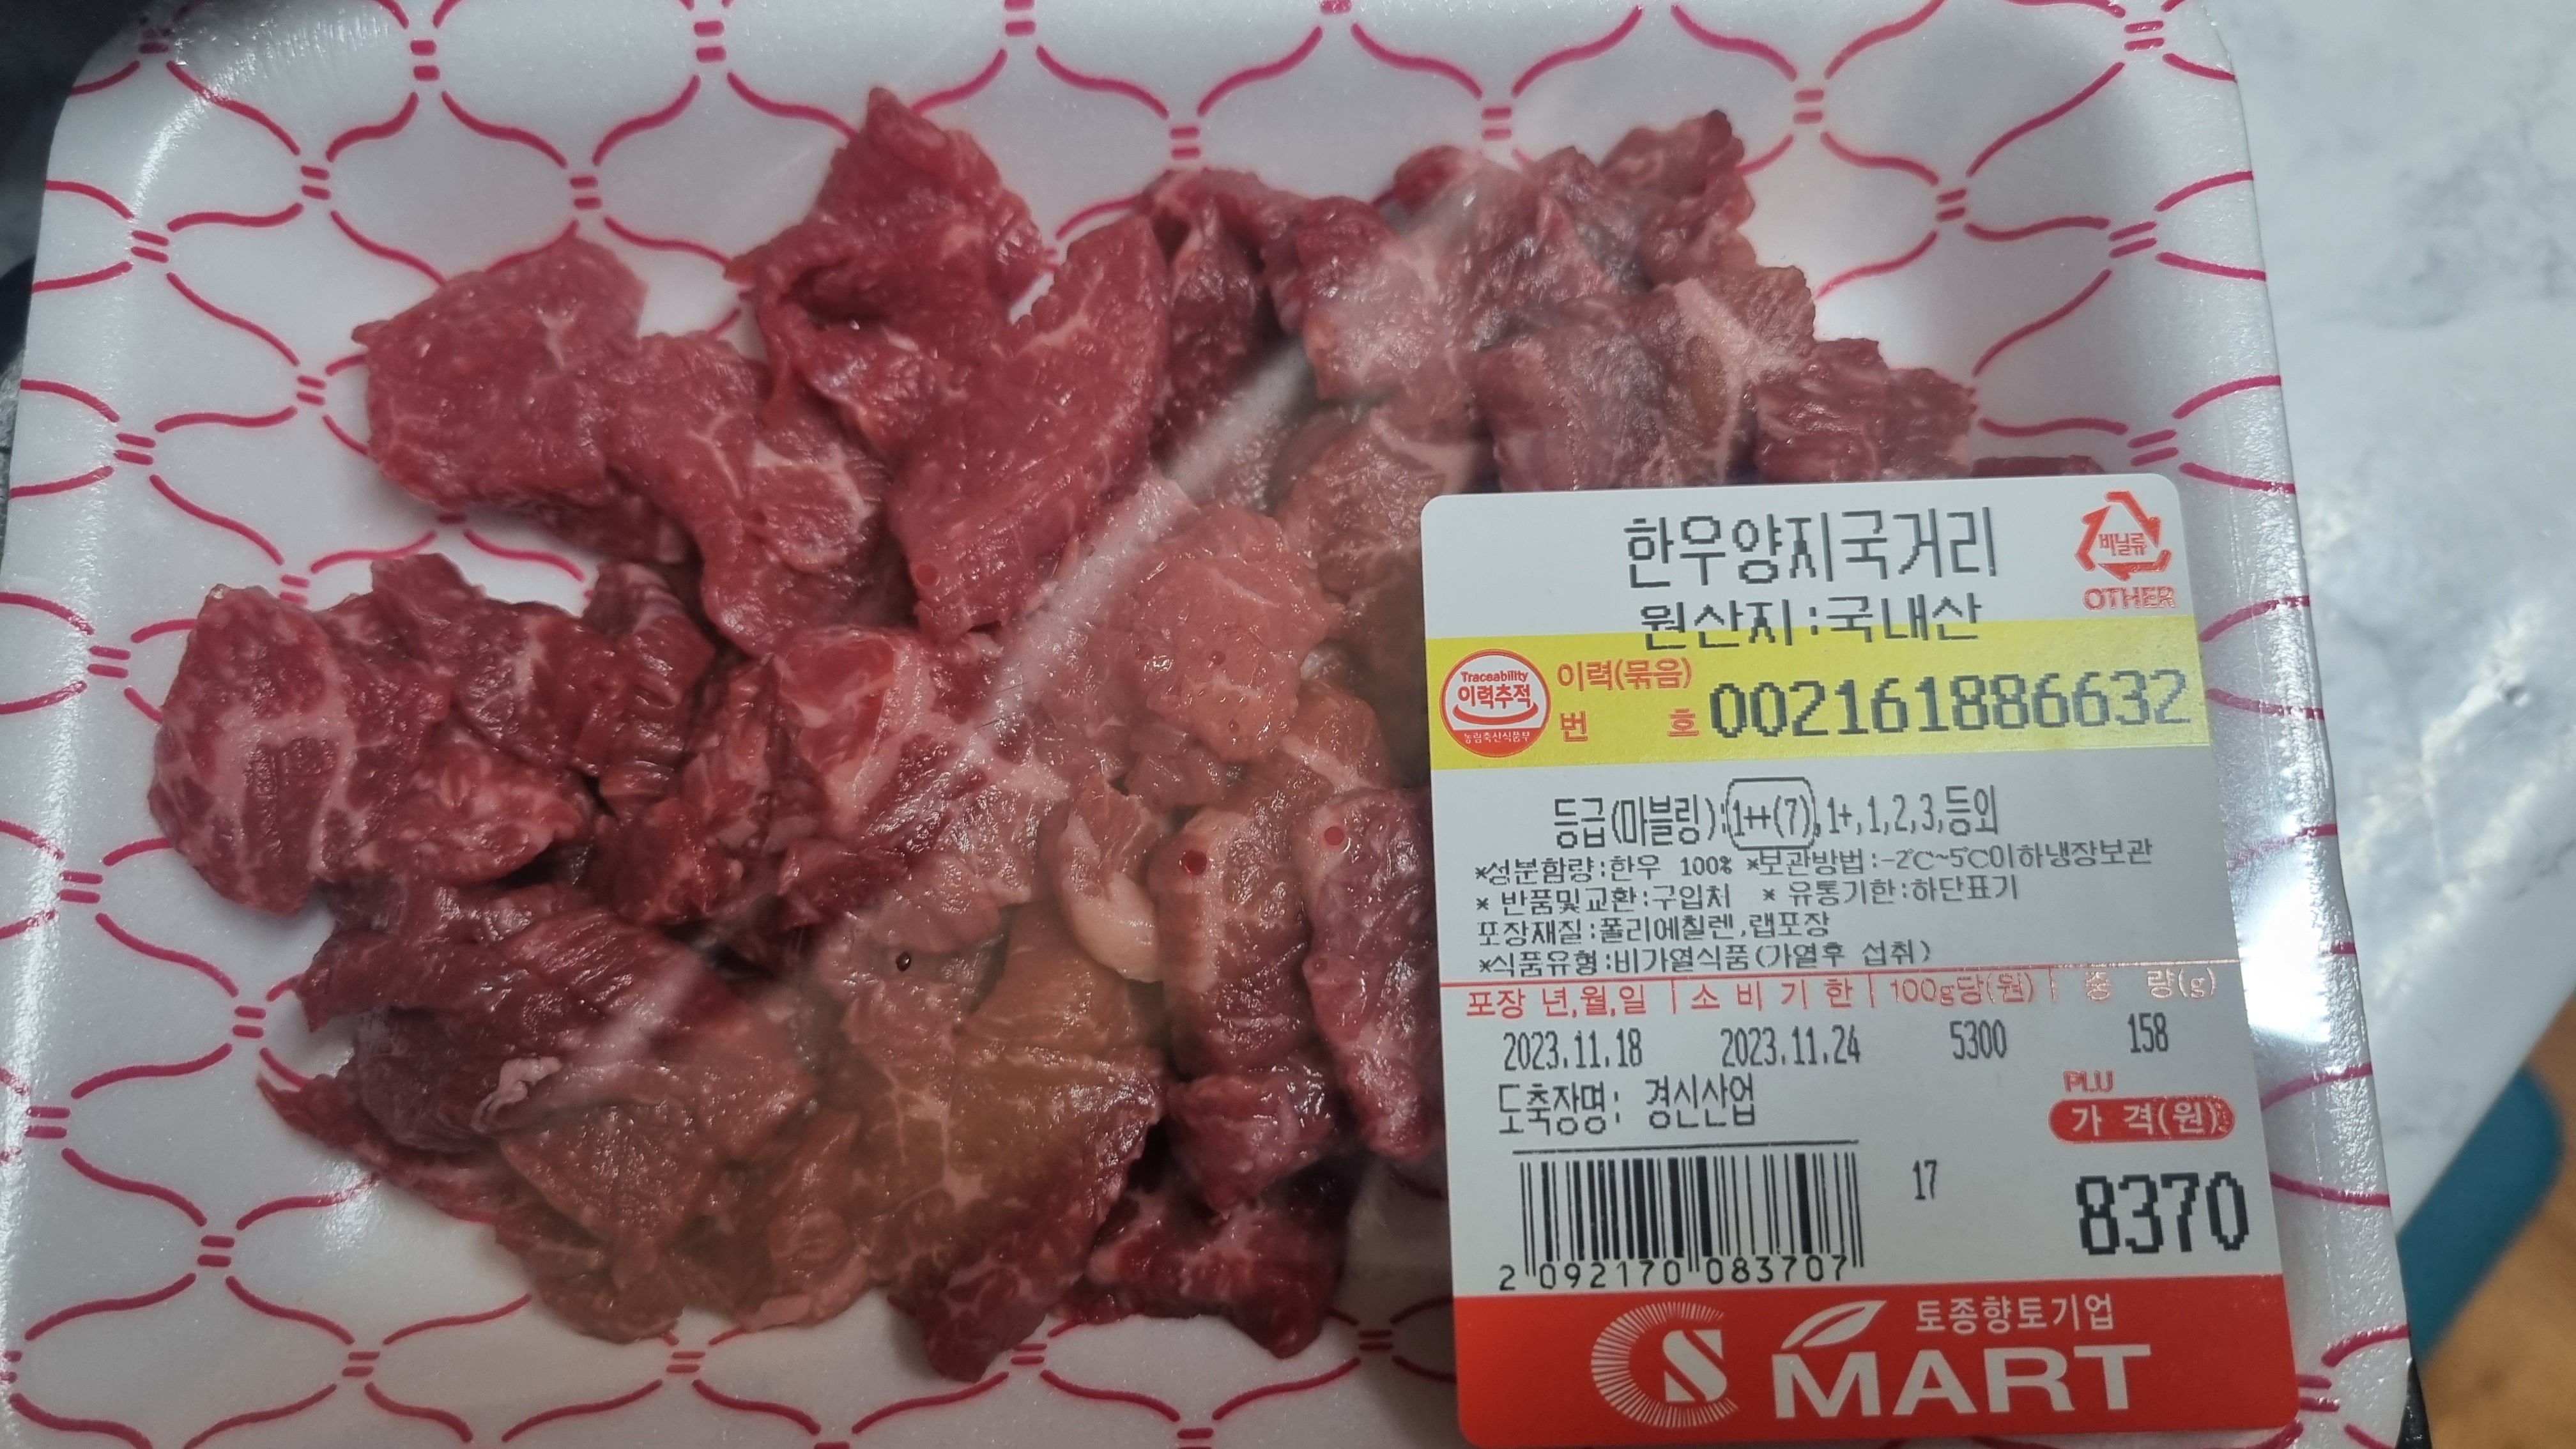 한우양지국거리
비닐류
OTHER
원산지:국내산
Traceability
이력추적
농림축산식품부
이력(묶음)
번 호 002161886632
등급(마블링):1++(7),1+,1,2,3,등외
*성분함량:한우 100% *보관방법:-2℃~5℃이하냉장보관
* 반품및교환:구입처 * 유통기한:하단표기
포장재질:폴리에칠렌,랩포장
*식품유형:비가열식품(가열후 섭취)
포장 년,월,일 소 비 기 한 100g당(원) 중 량(g)
2023.11.18 2023.11.24 5300 158
도축장명: 경신산업
PLU
가 격(원)
17
8370
2 092170 083707
토종향토기업
CS MART